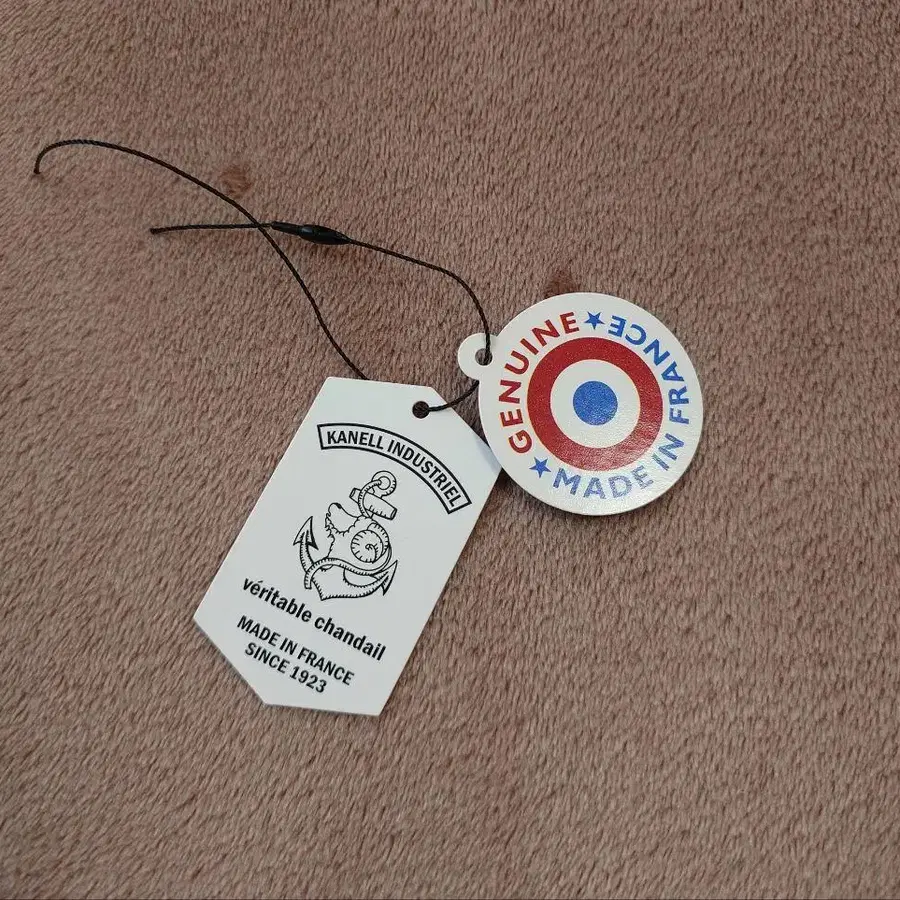 KANELL INDUSTRIEL
véritable chandail
MADE IN FRANCE
SINCE 1923
GENUINE ★
MADE IN FRANCE ★